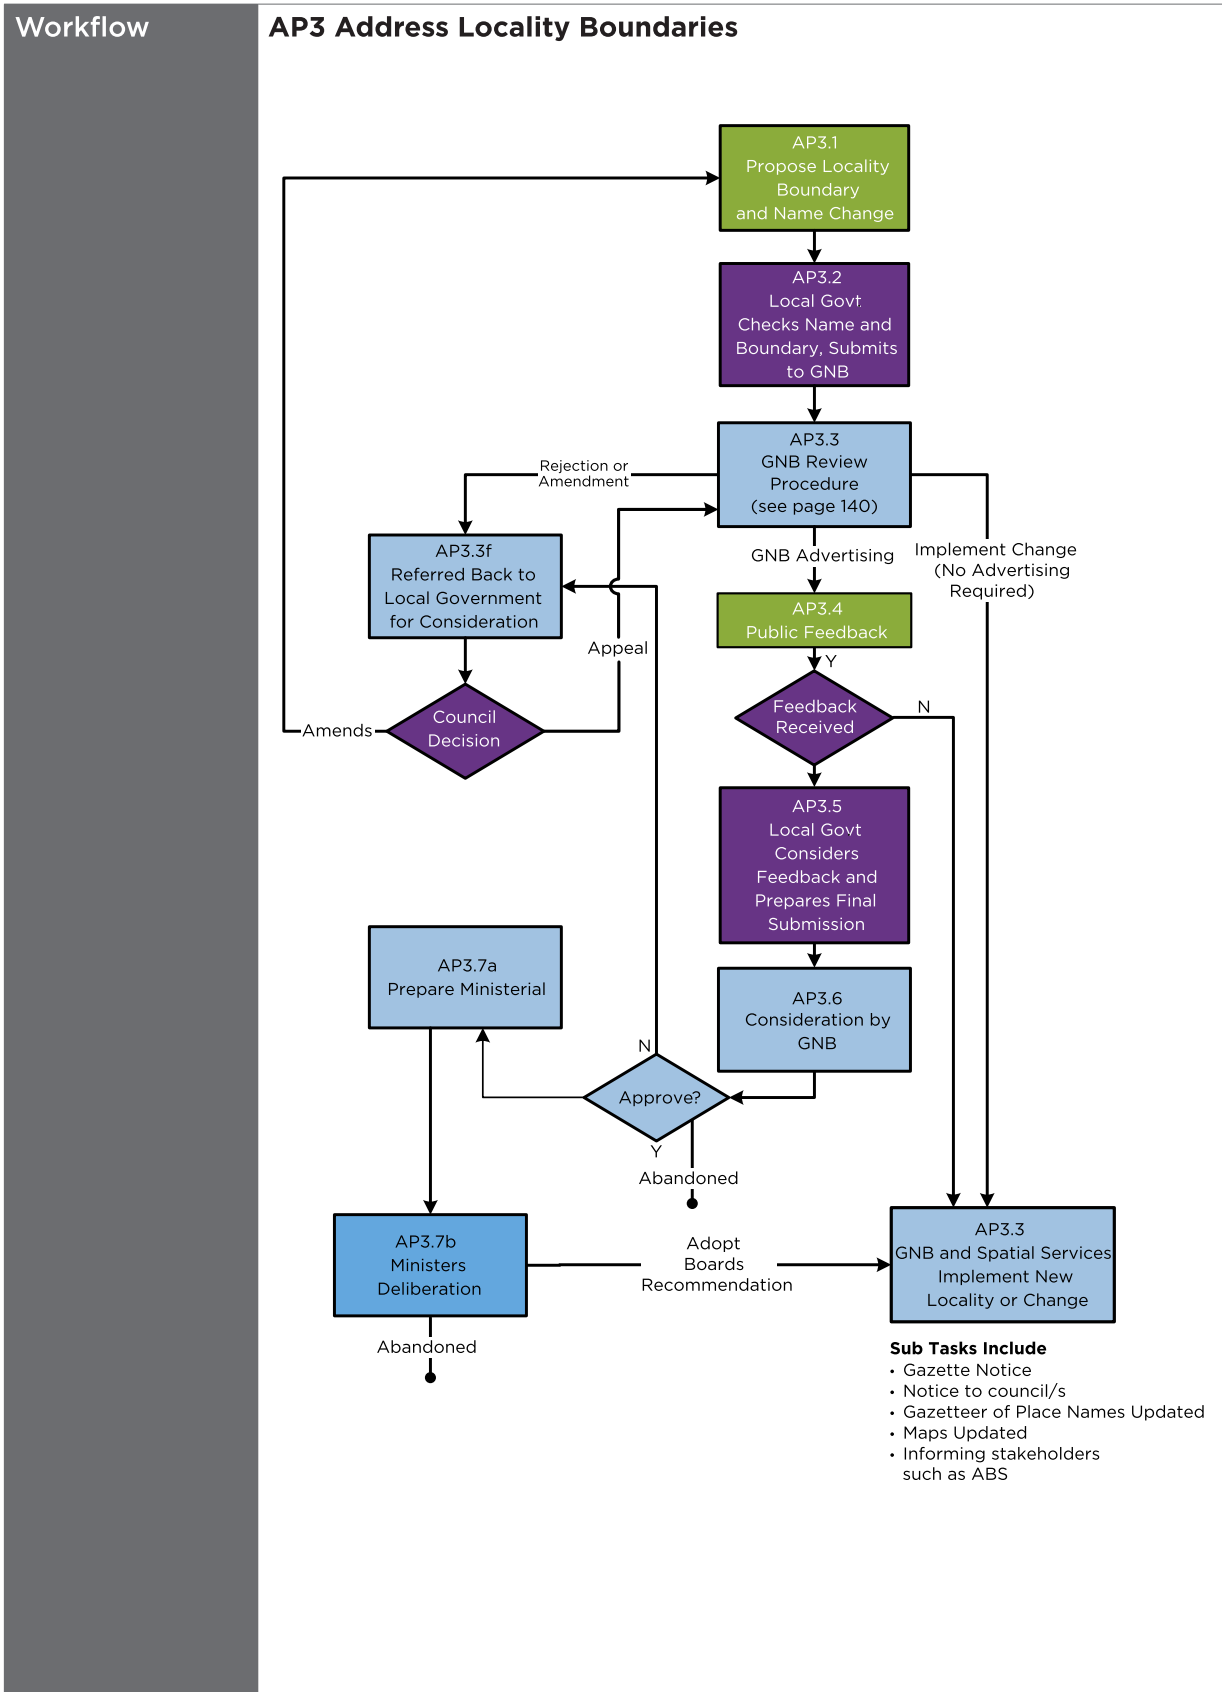 Workflow
AP3 Address Locality Boundaries
AP3.1
Propose Locality
Boundary
and Name Change
AP3.2
Local Govt
Checks Name and
Boundary, Submits
to GNB
AP3.3
GNB Review
Procedure
(see page 140)
Rejection or
Amendment
AP3.3f
Referred Back to
Local Government
for Consideration
GNB Advertising
Implement Change
(No Advertising
Required)
AP3.4
Public Feedback
Appeal
Y
Feedback
Received
N
Council
Decision
Amends
AP3.5
Local Govt
Considers
Feedback and
Prepares Final
Submission
AP3.7a
Prepare Ministerial
AP3.6
Consideration by
GNB
N
Approve?
Y
Abandoned
AP3.7b
Ministers
Deliberation
Adopt
Boards
Recommendation
AP3.3
GNB and Spatial Services
Implement New
Locality or Change
Abandoned
Sub Tasks Include
• Gazette Notice
• Notice to council/s
• Gazetteer of Place Names Updated
• Maps Updated
• Informing stakeholders
such as ABS